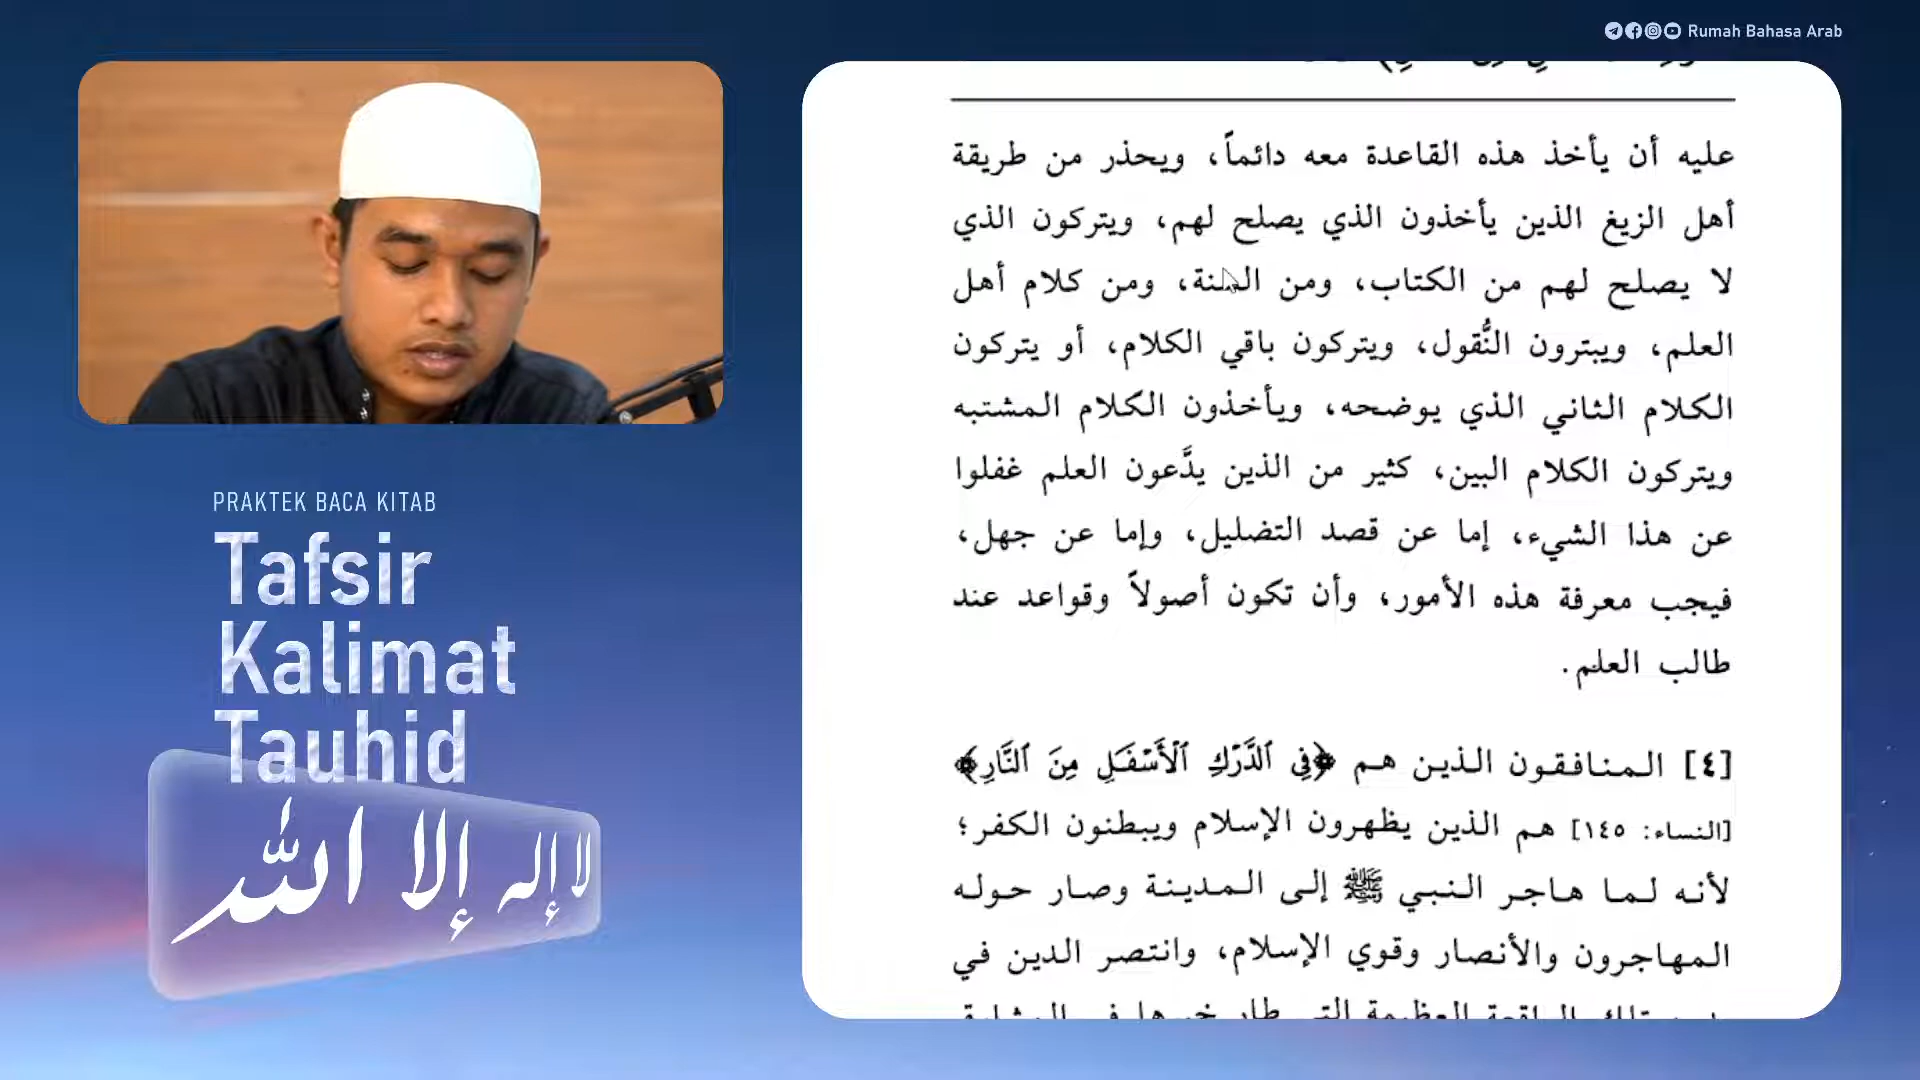 Rumah Bahasa Arab
PRAKTEK BACA KITAB
Tafsir
Kalimat
Tauhid
لا إله إلا الله
عليه أن يأخذ هذه القاعدة معه دائماً، ويحذر من طريقة
أهل الزيغ الذين يأخذون الذي يصلح لهم، ويتركون الذي
لا يصلح لهم من الكتاب، ومن السنة، ومن كلام أهل
العلم، ويبترون النُّقول، ويتركون باقي الكلام، أو يتركون
الكلام الثاني الذي يوضحه، ويأخذون الكلام المشتبه
ويتركون الكلام البين، كثير من الذين يدَّعون العلم غفلوا
عن هذا الشيء، إما عن قصد التضليل، وإما عن جهل،
فيجب معرفة هذه الأمور، وأن تكون أصولاً وقواعد عند
طالب العلم.
[٤] المنافقون الذين هم ﴿فِي ٱلدَّرۡكِ ٱلۡأَسۡفَلِ مِنَ ٱلنَّارِ﴾
[النساء: ١٤٥] هم الذين يظهرون الإسلام ويبطنون الكفر؛
لأنه لما هاجر النبي ﷺ إلى المدينة وصار حوله
المهاجرون والأنصار وقوي الإسلام، وانتصر الدين في